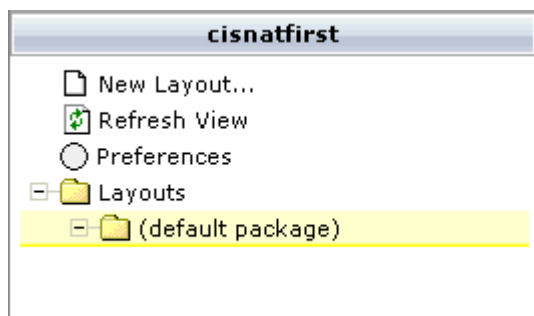 cisnatfirst
New Layout...
Refresh View
Preferences
Layouts
(default package)